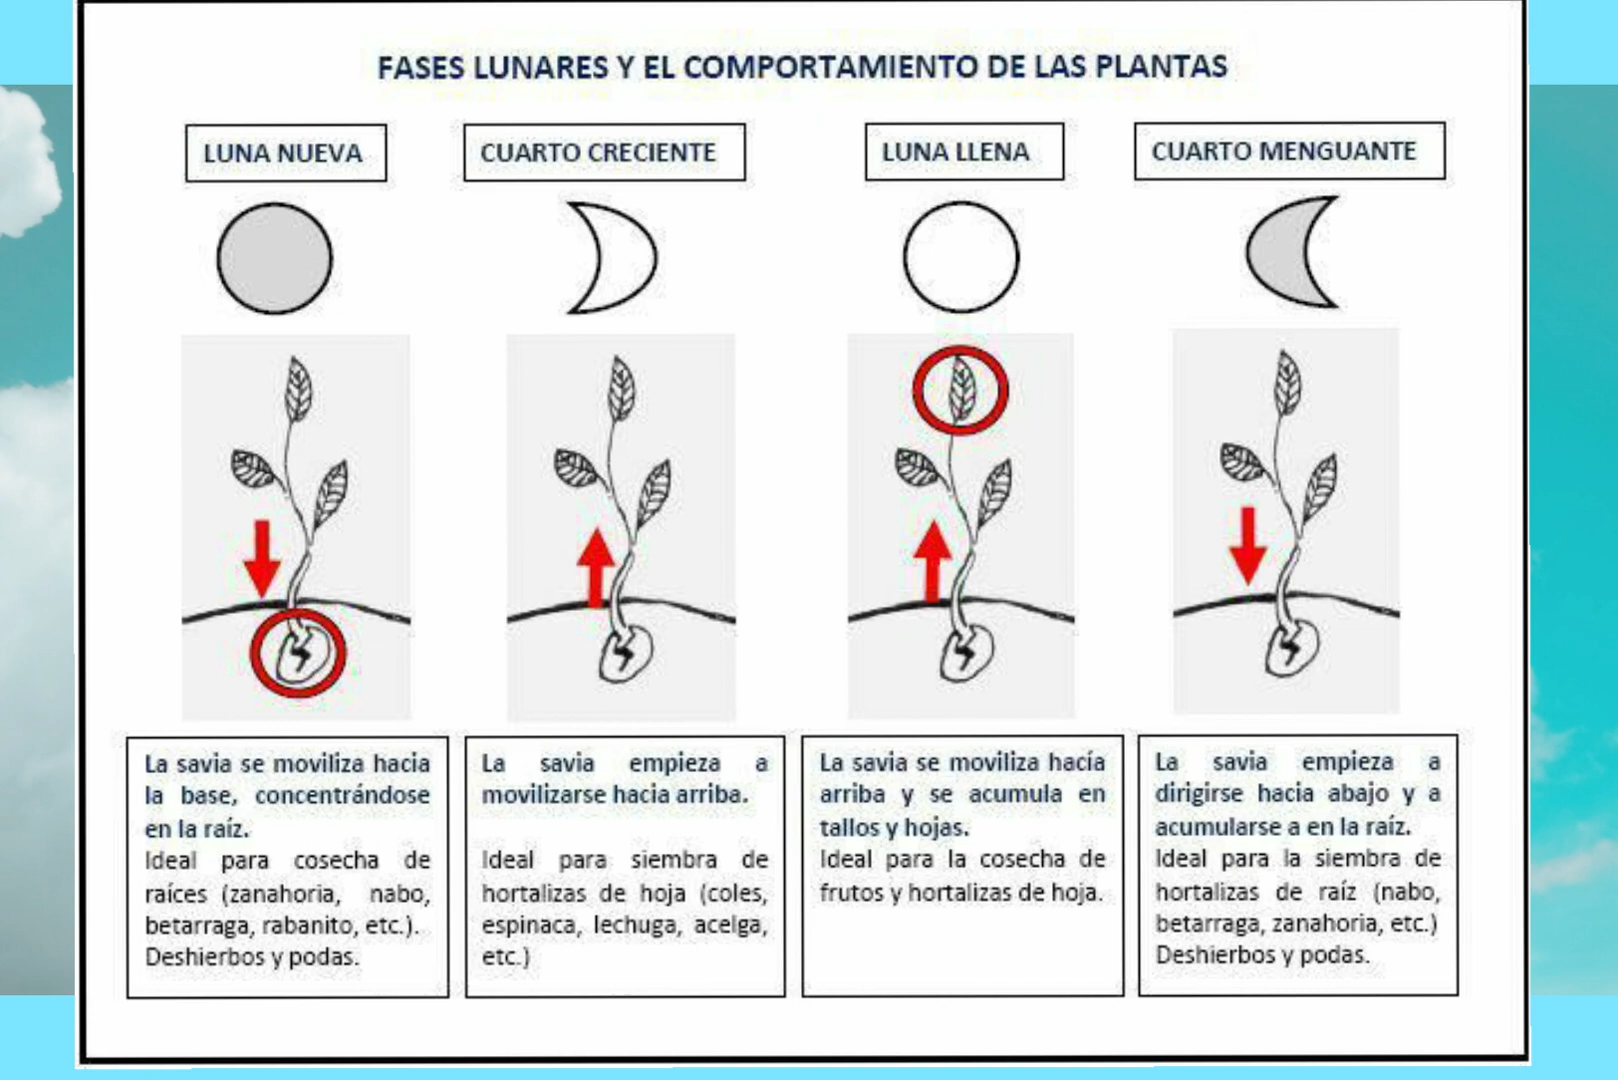 FASES LUNARES Y EL COMPORTAMIENTO DE LAS PLANTAS
LUNA NUEVA
CUARTO CRECIENTE
LUNA LLENA
CUARTO MENGUANTE
La savia se moviliza hacia
la base, concentrándose
en la raíz.
Ideal para cosecha de
raíces (zanahoria, nabo,
betarraga, rabanito, etc.).
Deshierbos y podas.
La savia empieza a
movilizarse hacia arriba.
Ideal para siembra de
hortalizas de hoja (coles,
espinaca, lechuga, acelga,
etc.)
La savia se moviliza hacía
arriba y se acumula en
tallos y hojas.
Ideal para la cosecha de
frutos y hortalizas de hoja.
La savia empieza a
dirigirse hacia abajo y a
acumularse a en la raíz.
Ideal para la siembra de
hortalizas de raíz (nabo,
betarraga, zanahoria, etc.)
Deshierbos y podas.